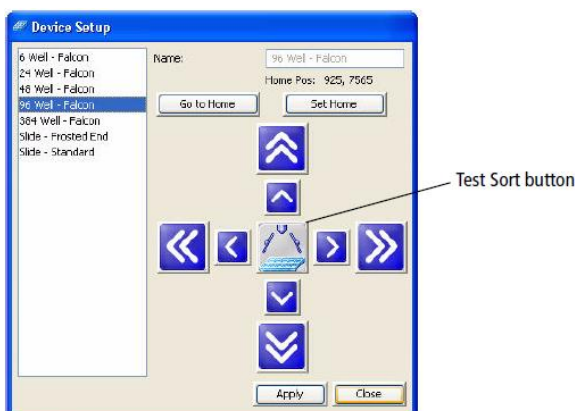 Device Setup
6 Well - Falcon
24 Well - Falcon
48 Well - Falcon
96 Well - Falcon
384 Well - Falcon
Slide - Frosted End
Slide - Standard
Name: 96 Well - Falcon
Home Pos: 925, 7565
Go to Home Set Home
Test Sort button
Apply Close